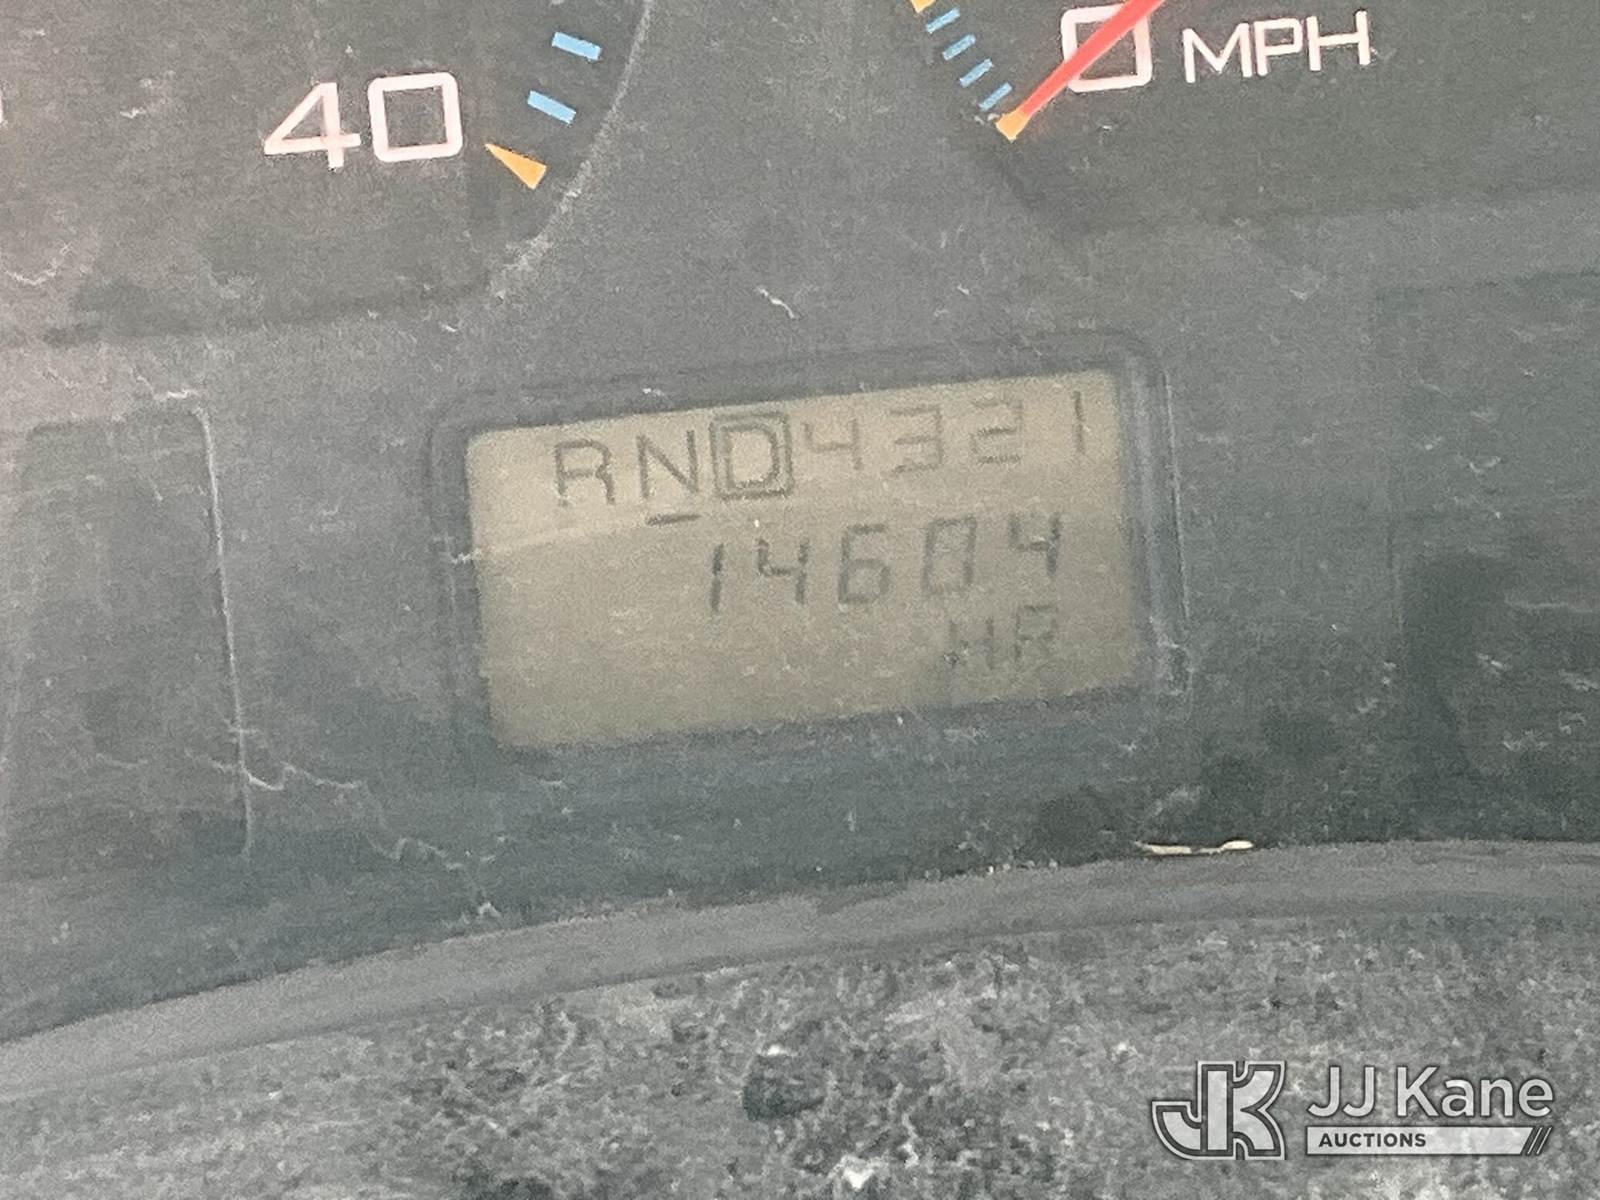 40
0 MPH
RND4321
14604
HR
JJ Kane
AUCTIONS